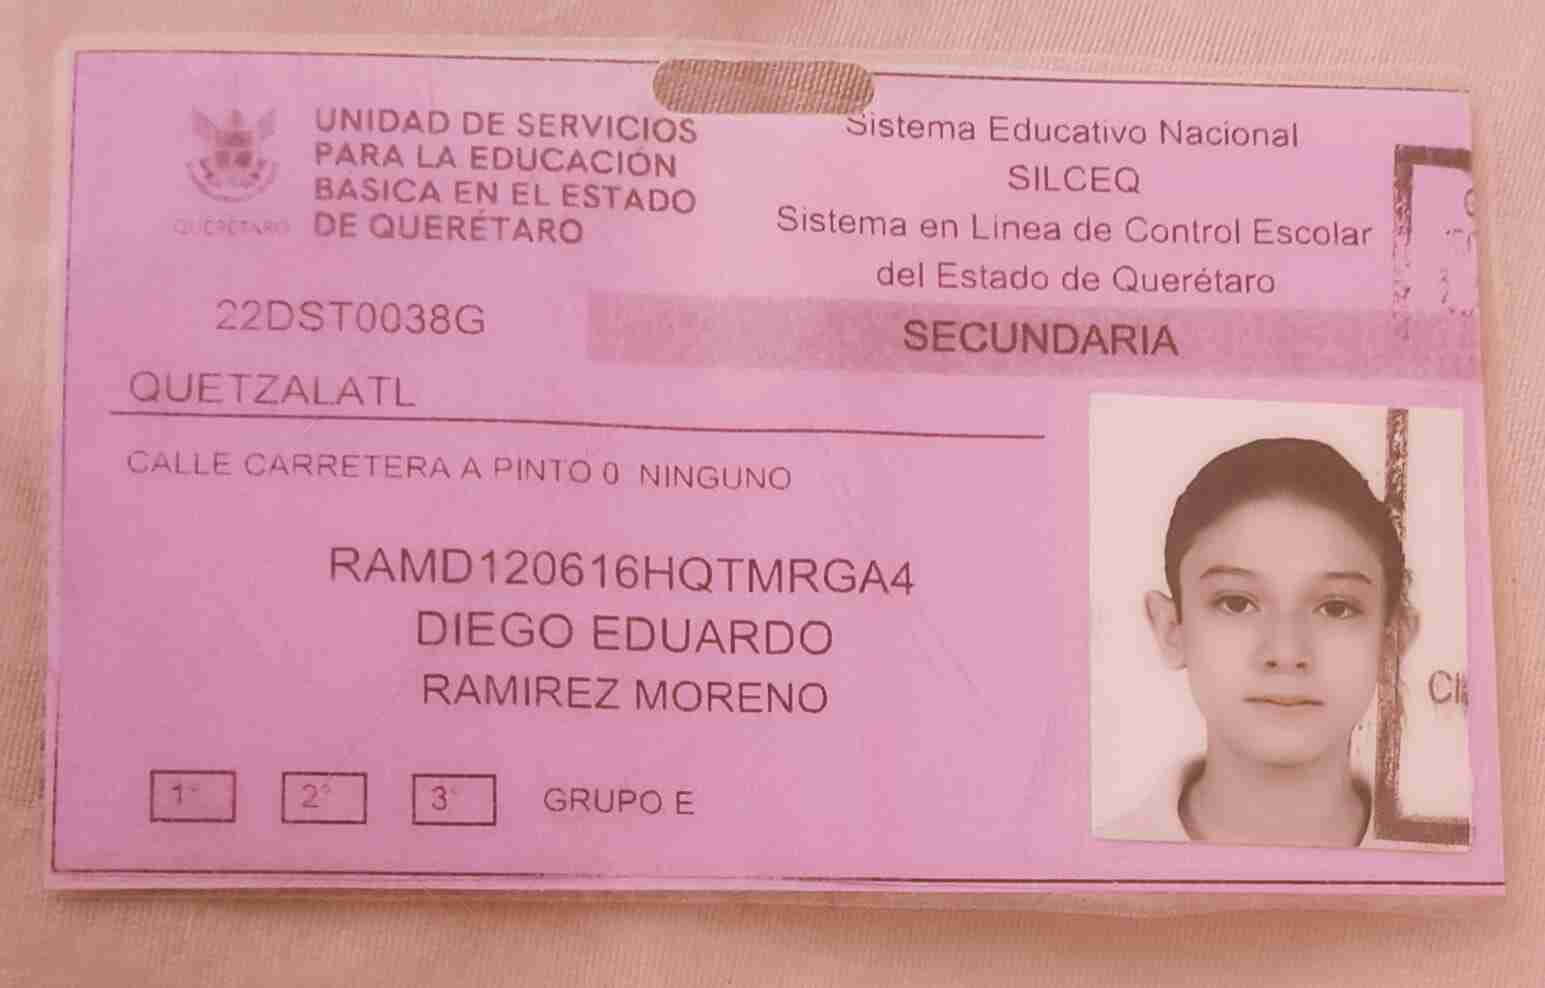 UNIDAD DE SERVICIOS
PARA LA EDUCACIÓN
BASICA EN EL ESTADO
DE QUERÉTARO
QUERÉTARO
Sistema Educativo Nacional
SILCEQ
Sistema en Linea de Control Escolar
del Estado de Querétaro
22DST0038G
SECUNDARIA
QUETZALATL
CALLE CARRETERA A PINTO 0 NINGUNO
RAMD120616HQTMRGA4
DIEGO EDUARDO
RAMIREZ MORENO
1° 2° 3° GRUPO E